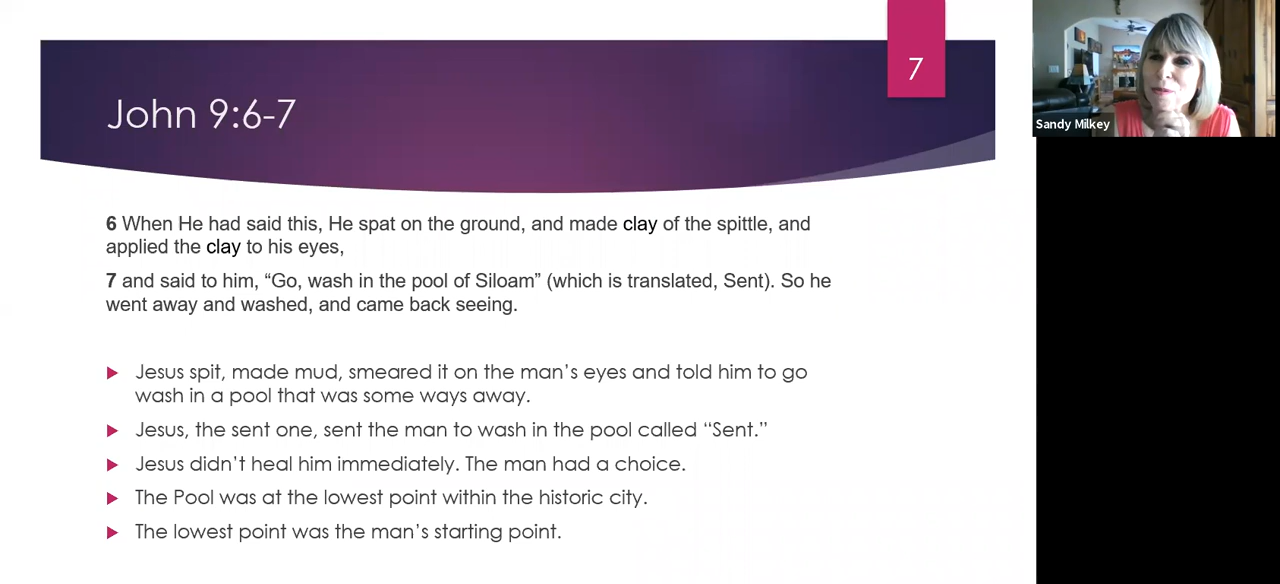 7
Sandy Milkey
John 9:6-7
6 When He had said this, He spat on the ground, and made clay of the spittle, and
applied the clay to his eyes,
7 and said to him, “Go, wash in the pool of Siloam” (which is translated, Sent). So he
went away and washed, and came back seeing.
Jesus spit, made mud, smeared it on the man’s eyes and told him to go
wash in a pool that was some ways away.
Jesus, the sent one, sent the man to wash in the pool called “Sent.”
Jesus didn’t heal him immediately. The man had a choice.
The Pool was at the lowest point within the historic city.
The lowest point was the man’s starting point.